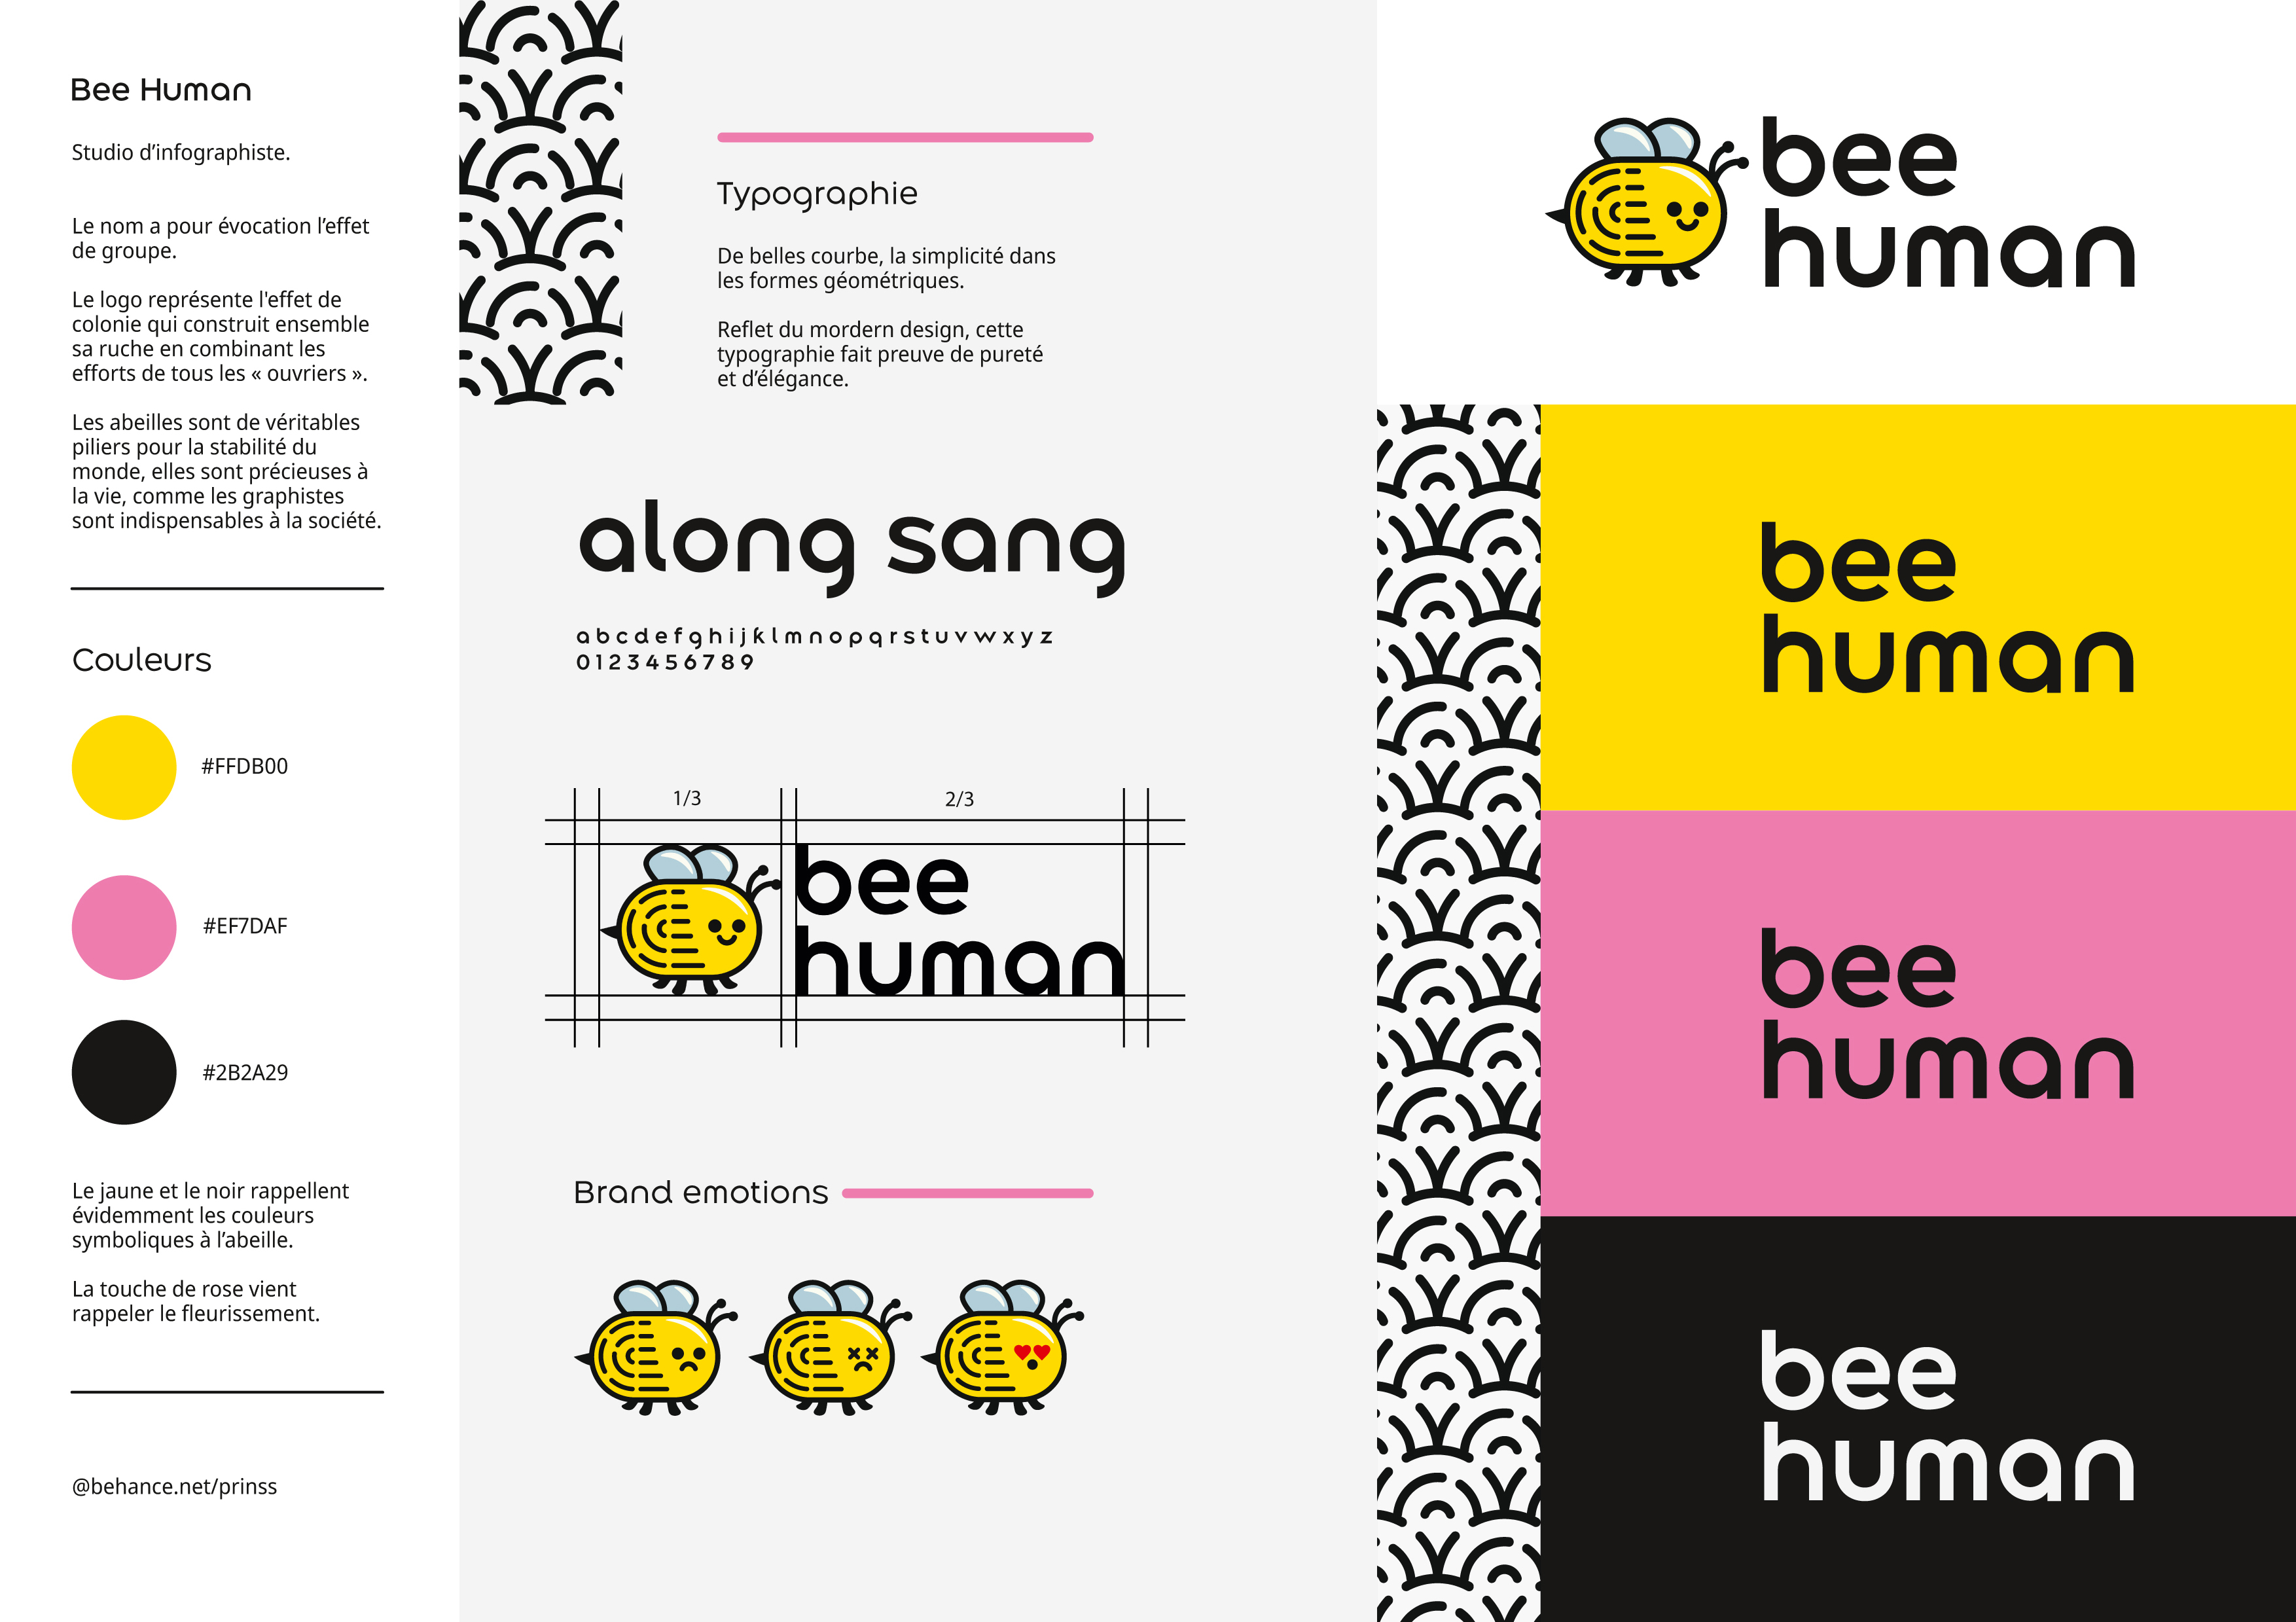 Bee Human
Studio d’infographiste.
Le nom a pour évocation l’effet
de groupe.
Le logo représente l'effet de
colonie qui construit ensemble
sa ruche en combinant les
efforts de tous les « ouvriers ».
Les abeilles sont de véritables
piliers pour la stabilité du
monde, elles sont précieuses à
la vie, comme les graphistes
sont indispensables à la société.
Couleurs
#FFDB00
#EF7DAF
#2B2A29
Le jaune et le noir rappellent
évidemment les couleurs
symboliques à l’abeille.
La touche de rose vient
rappeler le fleurissement.
@behance.net/prinss
Typographie
De belles courbe, la simplicité dans
les formes géométriques.
Reflet du mordern design, cette
typographie fait preuve de pureté
et d’élégance.
along sang
a b c d e f g h i j k l m n o p q r s t u v w x y z
0 1 2 3 4 5 6 7 8 9
1/3
2/3
bee
human
Brand emotions
bee
human
bee
human
bee
human
bee
human